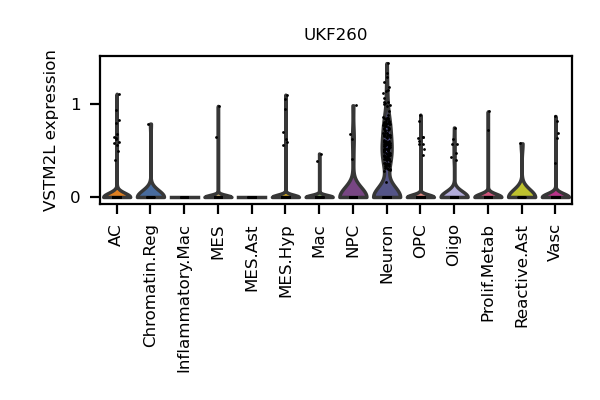 UKF260
VSTM2L expression
1
0
AC
Chromatin.Reg
Inflammatory.Mac
MES
MES.Ast
MES.Hyp
Mac
NPC
Neuron
OPC
Oligo
Prolif.Metab
Reactive.Ast
Vasc